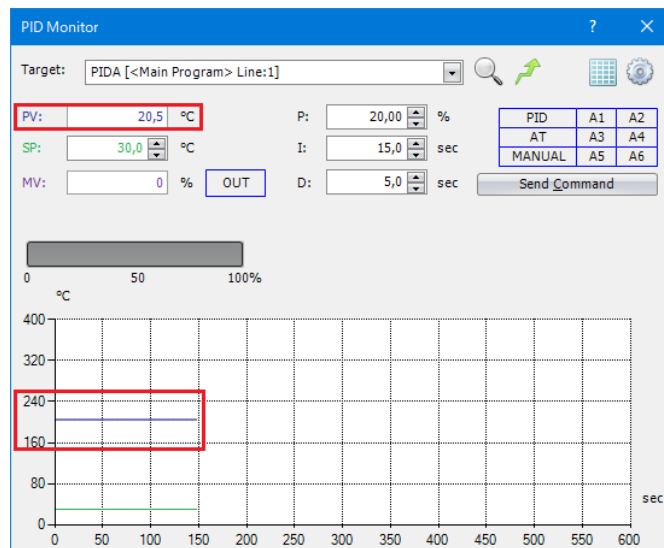 PID Monitor ? ×
Target: PIDA [<Main Program> Line:1]
PV: 20,5 °C P: 20,00 % PID A1 A2
SP: 30,0 °C I: 15,0 sec AT A3 A4
MANUAL A5 A6
MV: 0 % OUT D: 5,0 sec Send Command
0 50 100%
°C
400
320
240
160
80
sec
0
0 50 100 150 200 250 300 350 400 450 500 550 600